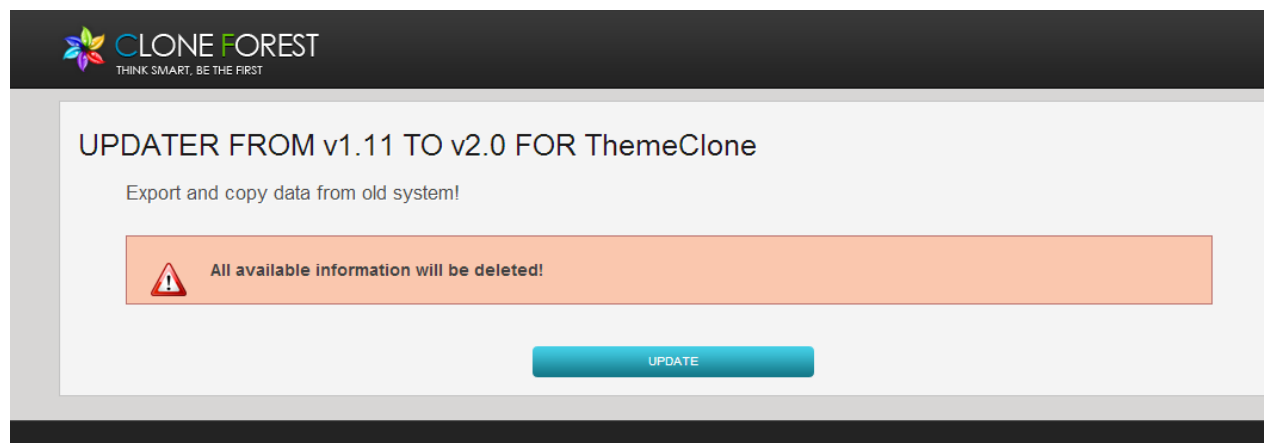 CLONE FOREST
THINK SMART, BE THE FIRST
UPDATER FROM v1.11 TO v2.0 FOR ThemeClone
Export and copy data from old system!
All available information will be deleted!
UPDATE